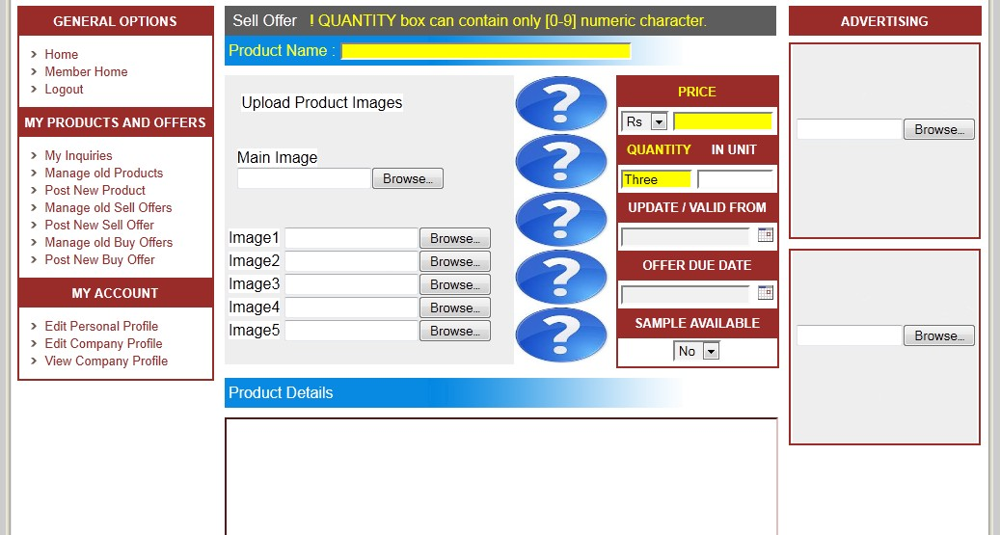 GENERAL OPTIONS
Home
Member Home
Logout
MY PRODUCTS AND OFFERS
My Inquiries
Manage old Products
Post New Product
Manage old Sell Offers
Post New Sell Offer
Manage old Buy Offers
Post New Buy Offer
MY ACCOUNT
Edit Personal Profile
Edit Company Profile
View Company Profile
Sell Offer ! QUANTITY box can contain only [0-9] numeric character.
Product Name :
Upload Product Images
Main Image
Browse...
Image1 Browse...
Image2 Browse...
Image3 Browse...
Image4 Browse...
Image5 Browse...
?
?
?
?
?
PRICE
Rs
QUANTITY IN UNIT
Three
UPDATE / VALID FROM
OFFER DUE DATE
SAMPLE AVAILABLE
No
Product Details
ADVERTISING
Browse...
Browse...